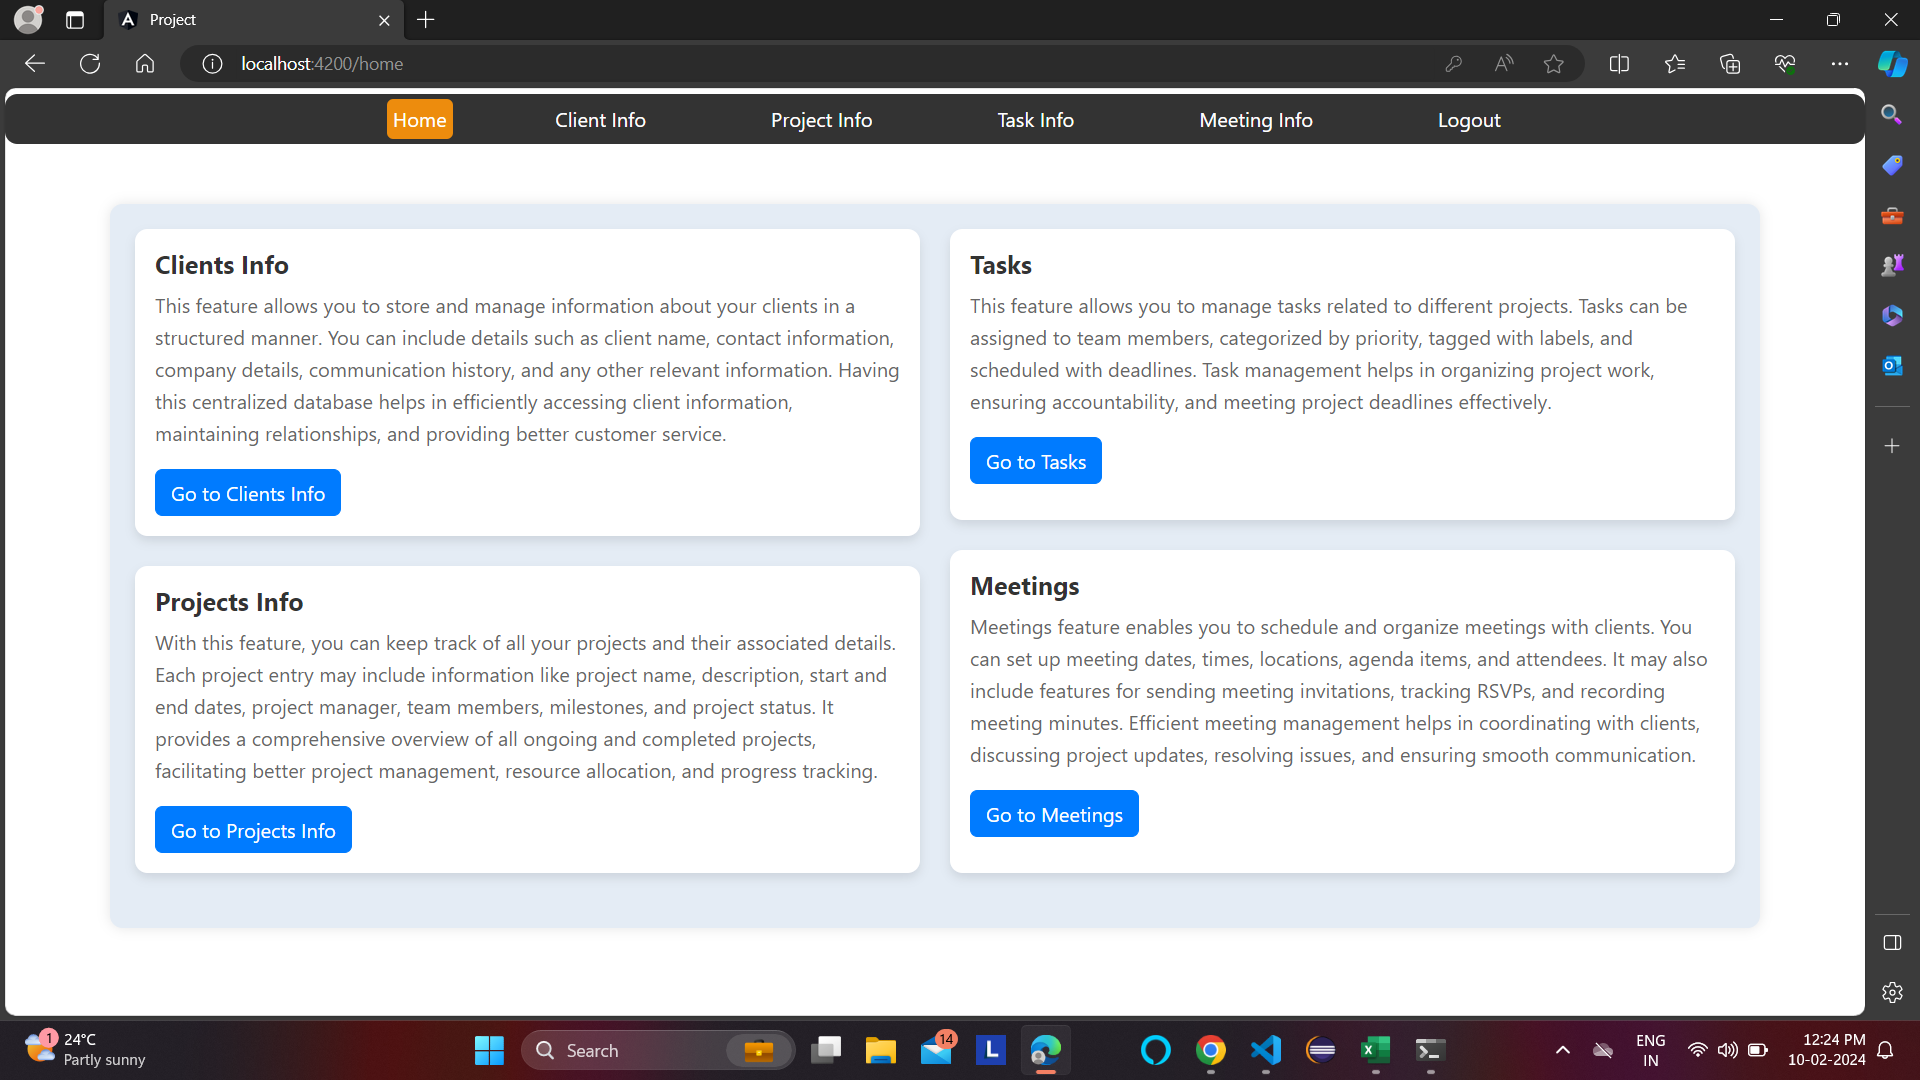 Project
localhost:4200/home
Home
Client Info
Project Info
Task Info
Meeting Info
Logout
Clients Info
This feature allows you to store and manage information about your clients in a
structured manner. You can include details such as client name, contact information,
company details, communication history, and any other relevant information. Having
this centralized database helps in efficiently accessing client information,
maintaining relationships, and providing better customer service.
Go to Clients Info
Projects Info
With this feature, you can keep track of all your projects and their associated details.
Each project entry may include information like project name, description, start and
end dates, project manager, team members, milestones, and project status. It
provides a comprehensive overview of all ongoing and completed projects,
facilitating better project management, resource allocation, and progress tracking.
Go to Projects Info
Tasks
This feature allows you to manage tasks related to different projects. Tasks can be
assigned to team members, categorized by priority, tagged with labels, and
scheduled with deadlines. Task management helps in organizing project work,
ensuring accountability, and meeting project deadlines effectively.
Go to Tasks
Meetings
Meetings feature enables you to schedule and organize meetings with clients. You
can set up meeting dates, times, locations, agenda items, and attendees. It may also
include features for sending meeting invitations, tracking RSVPs, and recording
meeting minutes. Efficient meeting management helps in coordinating with clients,
discussing project updates, resolving issues, and ensuring smooth communication.
Go to Meetings
1
24°C
Partly sunny
Search
14
L
ENG
IN
12:24 PM
10-02-2024